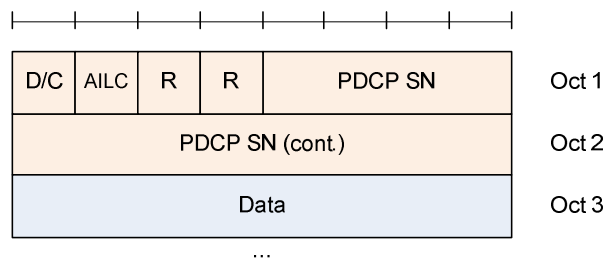 D/C AILC R R PDCP SN Oct 1
PDCP SN (cont.) Oct 2
Data Oct 3
...